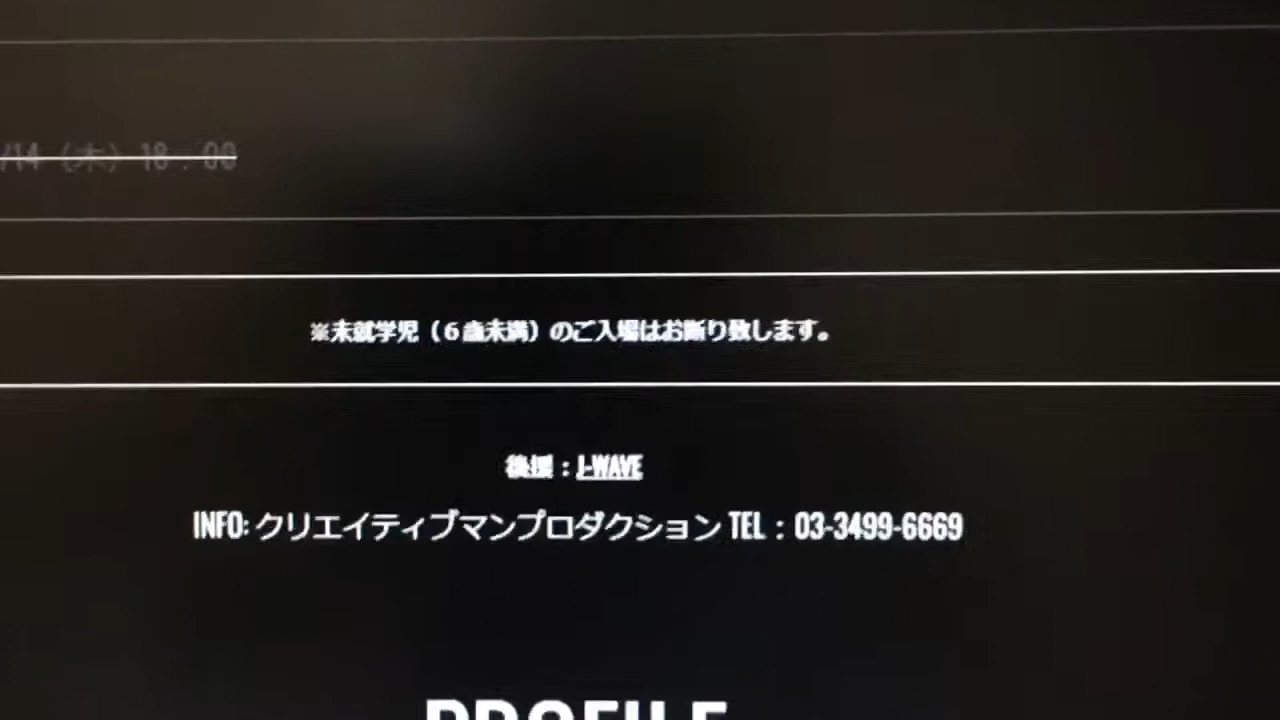 /14（木）18：00
※未就学児（６歳未満）のご入場はお断り致します。
後援：J-WAVE
INFO: クリエイティブマンプロダクション TEL：03-3499-6669
PROFILE